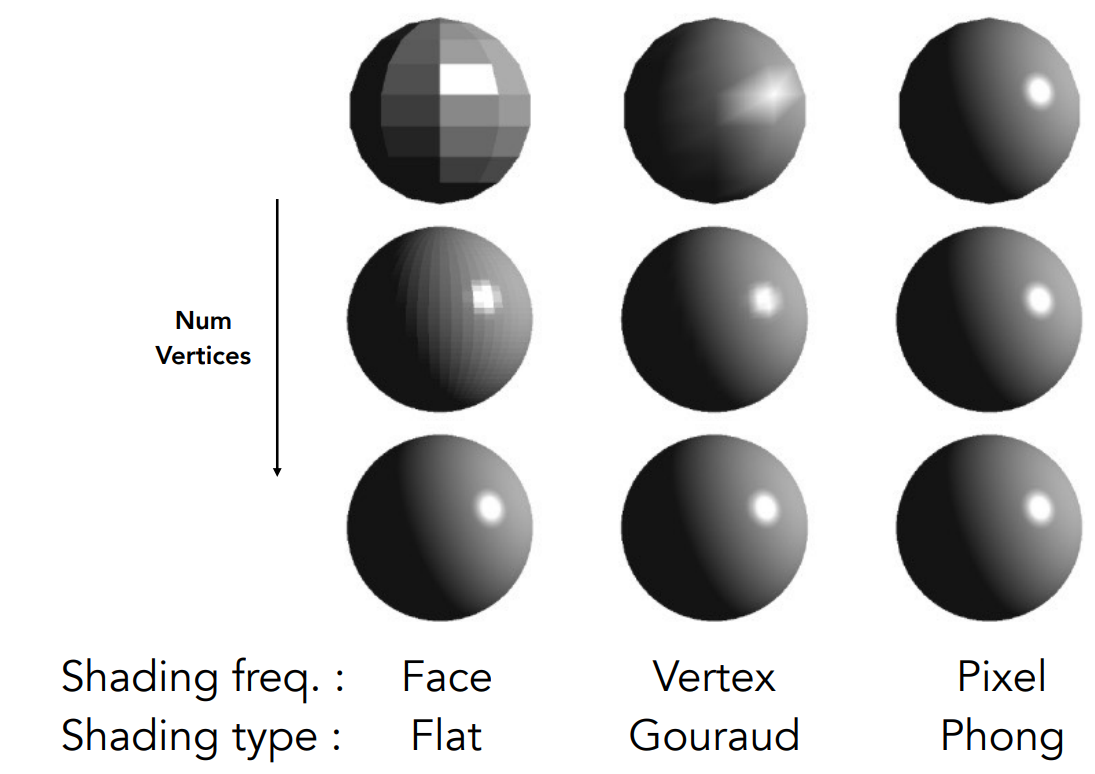 Num
Vertices
Shading freq. : Face Vertex Pixel
Shading type : Flat Gouraud Phong